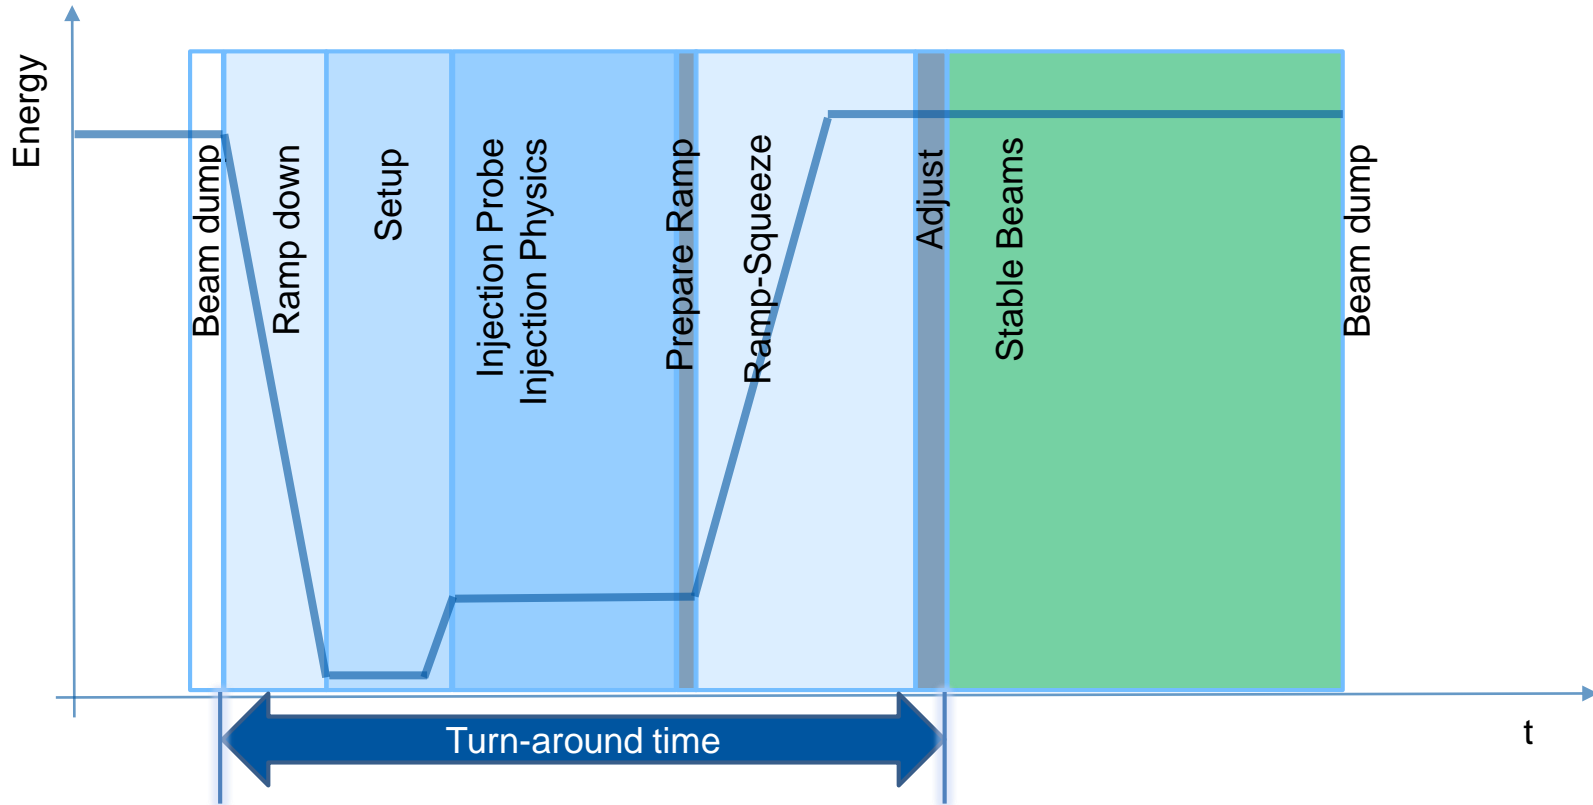 Energy
Beam dump
Ramp down
Setup
Injection Probe
Injection Physics
Prepare Ramp
Ramp-Squeeze
Adjust
Stable Beams
Beam dump
Turn-around time
t